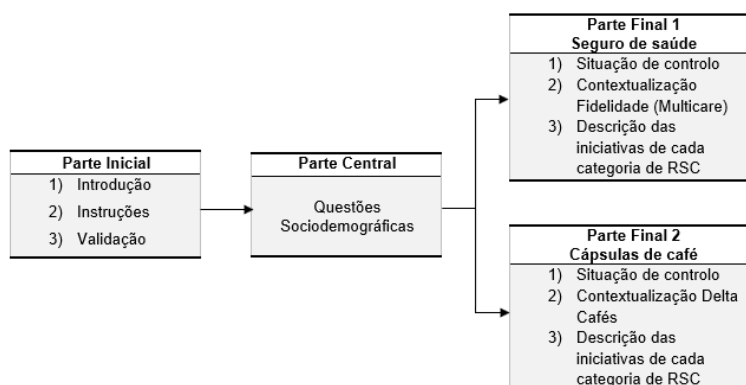 Parte Inicial
1) Introdução
2) Instruções
3) Validação
Parte Central
Questões
Sociodemográficas
Parte Final 1
Seguro de saúde
1) Situação de controlo
2) Contextualização
Fidelidade (Multicare)
3) Descrição das
iniciativas de cada
categoria de RSC
Parte Final 2
Cápsulas de café
1) Situação de controlo
2) Contextualização Delta
Cafés
3) Descrição das
iniciativas de cada
categoria de RSC